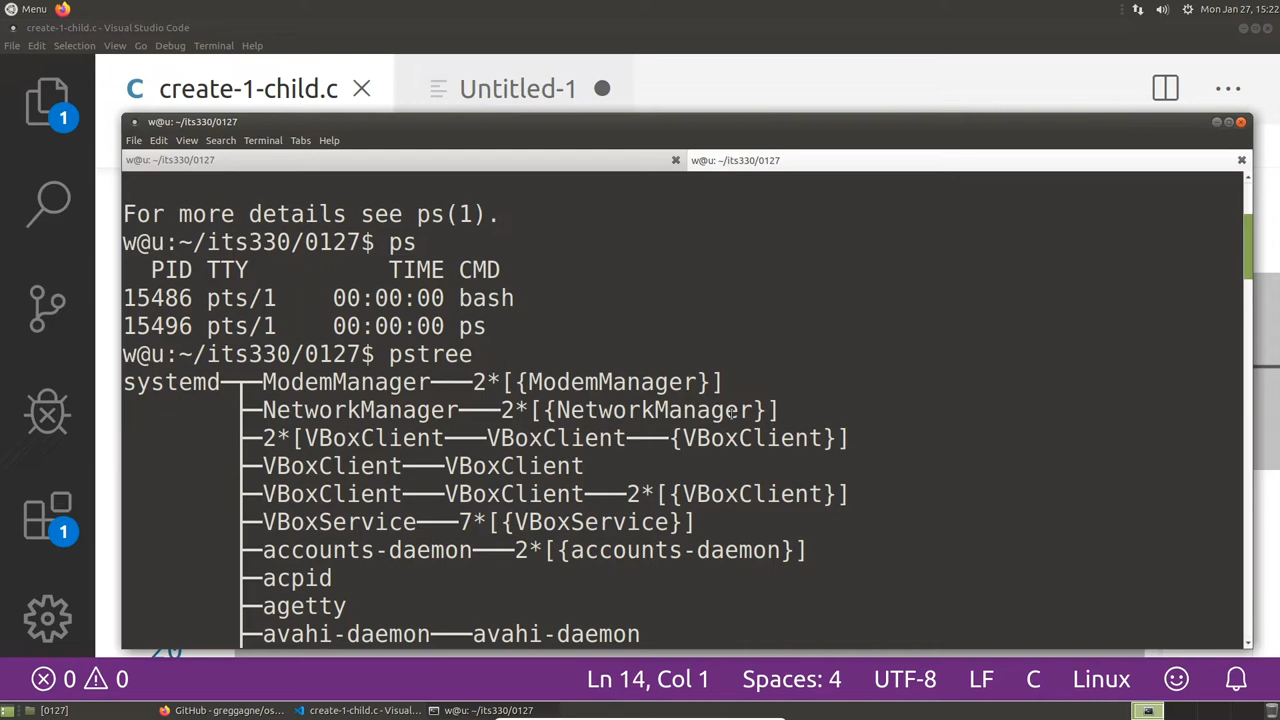 Menu
Mon Jan 27, 15:22
create-1-child.c - Visual Studio Code
File Edit Selection View Go Debug Terminal Help
C create-1-child.c Untitled-1
1
w@u: ~/its330/0127
File Edit View Search Terminal Tabs Help
w@u: ~/its330/0127 w@u: ~/its330/0127
For more details see ps(1).
w@u:~/its330/0127$ ps
PID TTY TIME CMD
15486 pts/1 00:00:00 bash
15496 pts/1 00:00:00 ps
w@u:~/its330/0127$ pstree
systemd─┬─ModemManager───2*[{ModemManager}]
├─NetworkManager───2*[{NetworkManager}]
├─2*[VBoxClient───VBoxClient───{VBoxClient}]
├─VBoxClient───VBoxClient
├─VBoxClient───VBoxClient───2*[{VBoxClient}]
├─VBoxService───7*[{VBoxService}]
├─accounts-daemon───2*[{accounts-daemon}]
├─acpid
├─agetty
├─avahi-daemon───avahi-daemon
1
20
0 0 Ln 14, Col 1 Spaces: 4 UTF-8 LF C Linux
[0127] GitHub - greggagne/os... create-1-child.c - Visual... w@u: ~/its330/0127